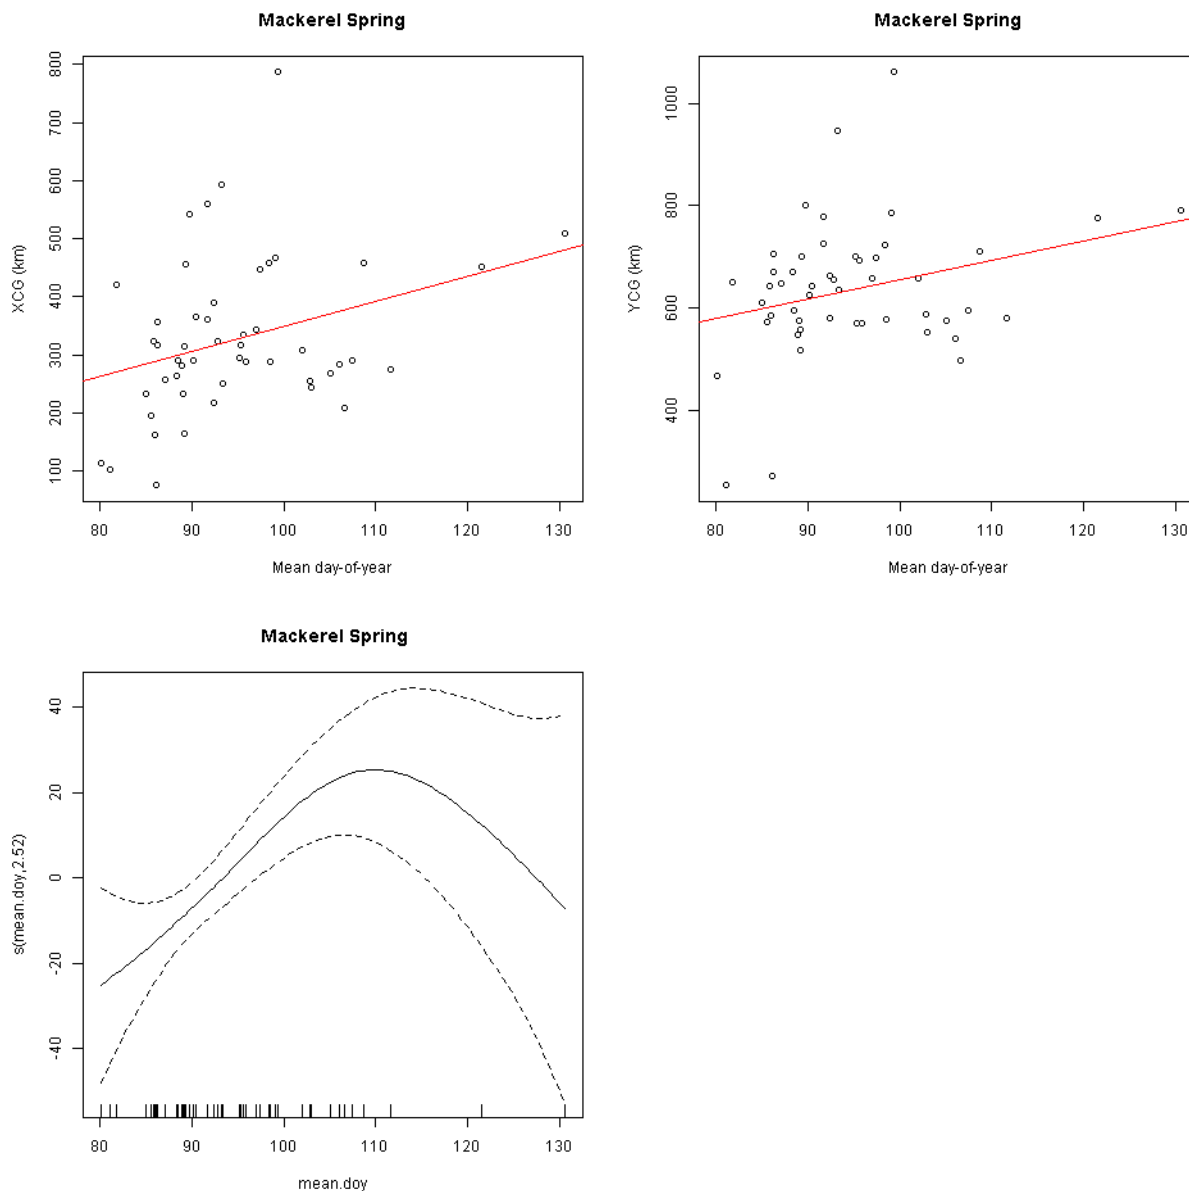 Mackerel Spring
XCG (km)
800
700
600
500
400
300
200
100
80 90 100 110 120 130
Mean day-of-year
Mackerel Spring
YCG (km)
1000
800
600
400
80 90 100 110 120 130
Mean day-of-year
Mackerel Spring
s(mean.doy,2.52)
40
20
0
-20
-40
80 90 100 110 120 130
mean.doy